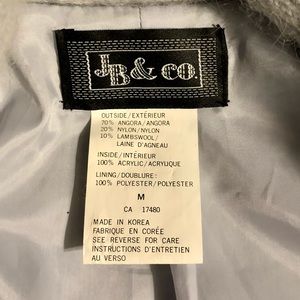 JB & CO.
OUTSIDE/EXTÉRIEUR
70% ANGORA/ANGORA
20% NYLON/NYLON
10% LAMBSWOOL/
LAINE D'AGNEAU
INSIDE/INTÉRIEUR
100% ACRYLIC/ACRYLIQUE
LINING/DOUBLURE:
100% POLYESTER/POLYESTER
M
CA 17480
MADE IN KOREA
FABRIQUE EN CORÉE
SEE REVERSE FOR CARE
INSTRUCTIONS D'ENTRETIEN
AU VERSO